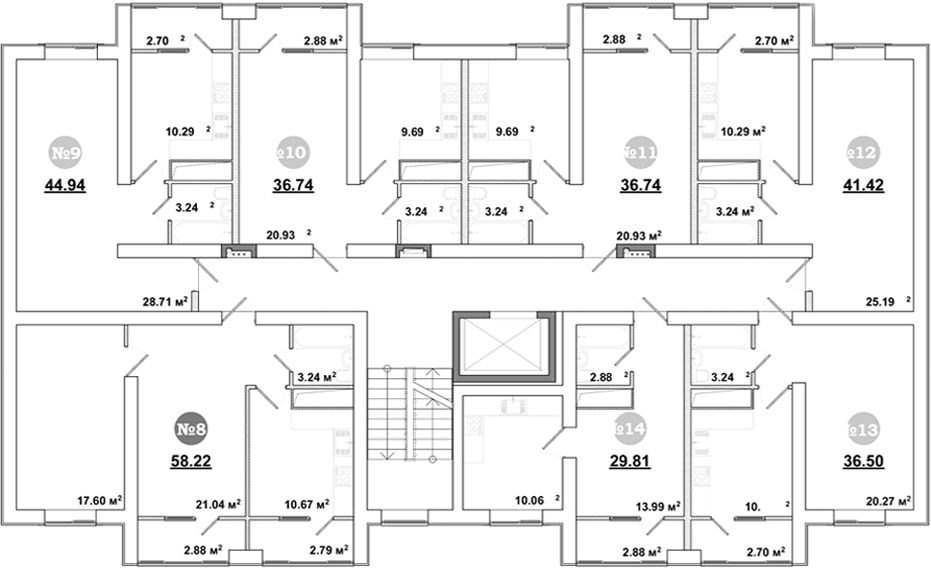 2.70 2
2.88 м²
2.88 2
2.70 м²
10.29 2
9.69 2
9.69 2
10.29 м²
№9
44.94
№10
36.74
№11
36.74
№12
41.42
3.24 2
3.24 2
3.24 2
3.24 м²
20.93 2
20.93 м²
28.71 м²
25.19 2
3.24 м²
2.88 2
3.24 2
№8
58.22
№14
29.81
№13
36.50
17.60 м²
21.04 м²
10.67 м²
10.06 2
13.99 м²
10. 2
20.27 м²
2.88 м²
2.79 м²
2.88 м²
2.70 м²